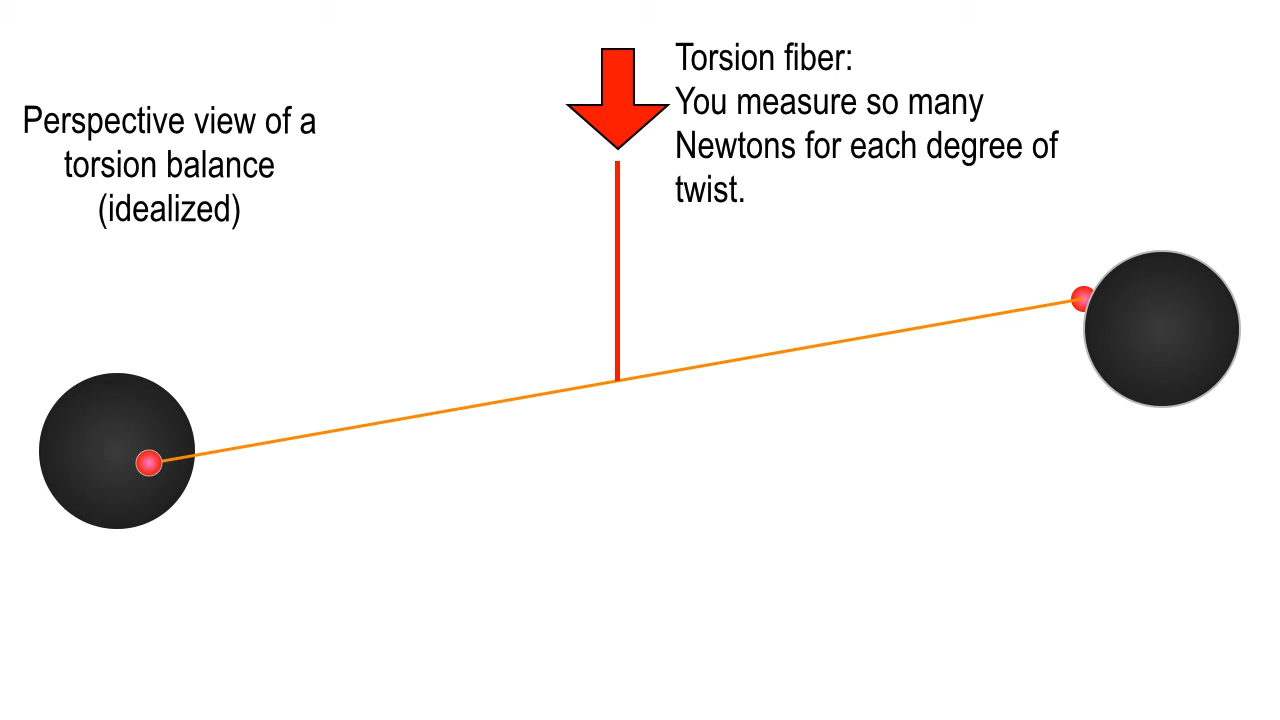 Perspective view of a
torsion balance
(idealized)
Torsion fiber:
You measure so many
Newtons for each degree of
twist.